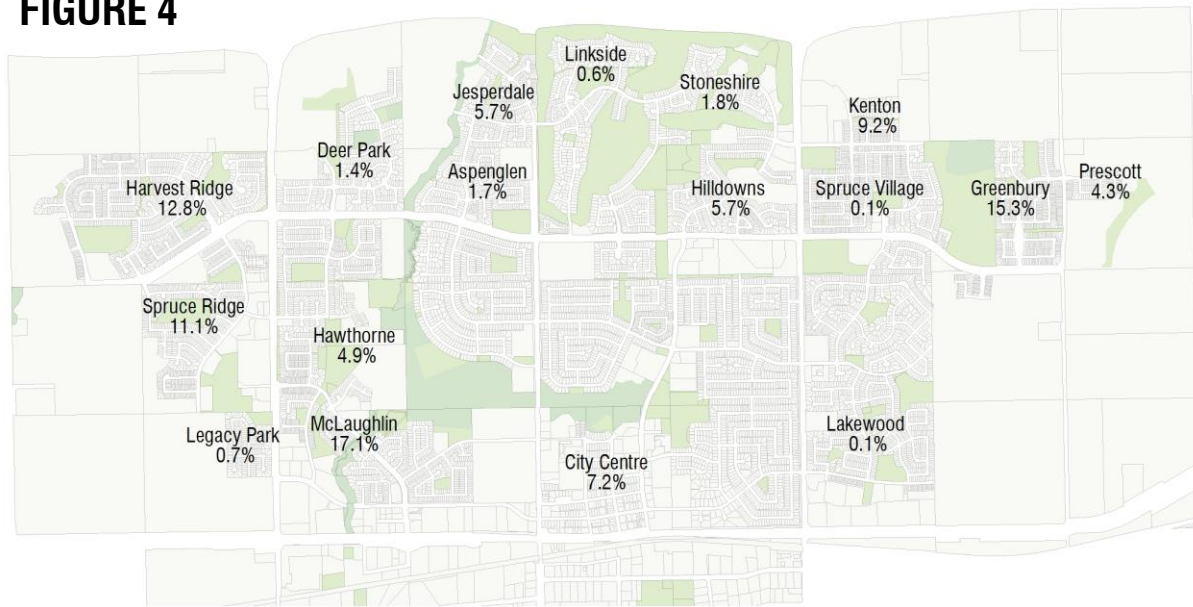 FIGURE 4
Linkside
0.6%
Stoneshire
1.8%
Jesperdale
5.7%
Kenton
9.2%
Deer Park
1.4%
Aspenglen
1.7%
Harvest Ridge
12.8%
Hilldowns
5.7%
Spruce Village
0.1%
Greenbury
15.3%
Prescott
4.3%
Spruce Ridge
11.1%
Hawthorne
4.9%
Legacy Park
0.7%
McLaughlin
17.1%
City Centre
7.2%
Lakewood
0.1%